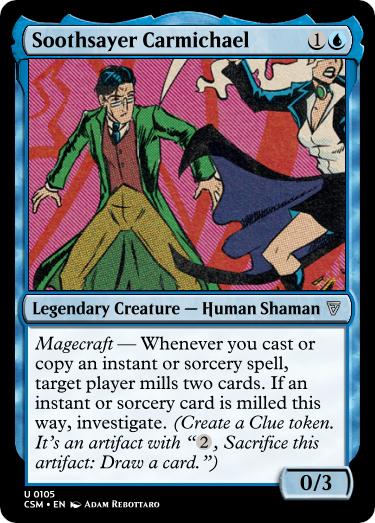 Soothsayer Carmichael 1
Legendary Creature — Human Shaman
Magecraft — Whenever you cast or
copy an instant or sorcery spell,
target player mills two cards. If an
instant or sorcery card is milled this
way, investigate. (Create a Clue token.
It's an artifact with “2, Sacrifice this
artifact: Draw a card.”)
0/3
U 0105
CSM • EN Adam Rebottaro